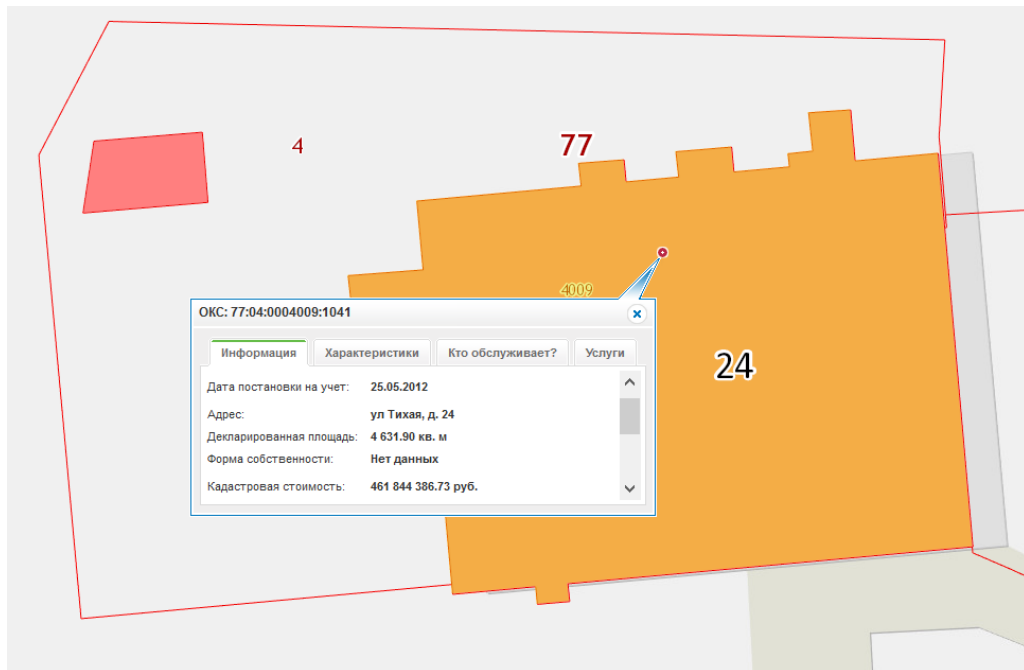 4
77
4009
ОКС: 77:04:0004009:1041
Информация Характеристики Кто обслуживает? Услуги
Дата постановки на учет: 25.05.2012
Адрес: ул Тихая, д. 24
Декларированная площадь: 4 631.90 кв. м
Форма собственности: Нет данных
Кадастровая стоимость: 461 844 386.73 руб.
24